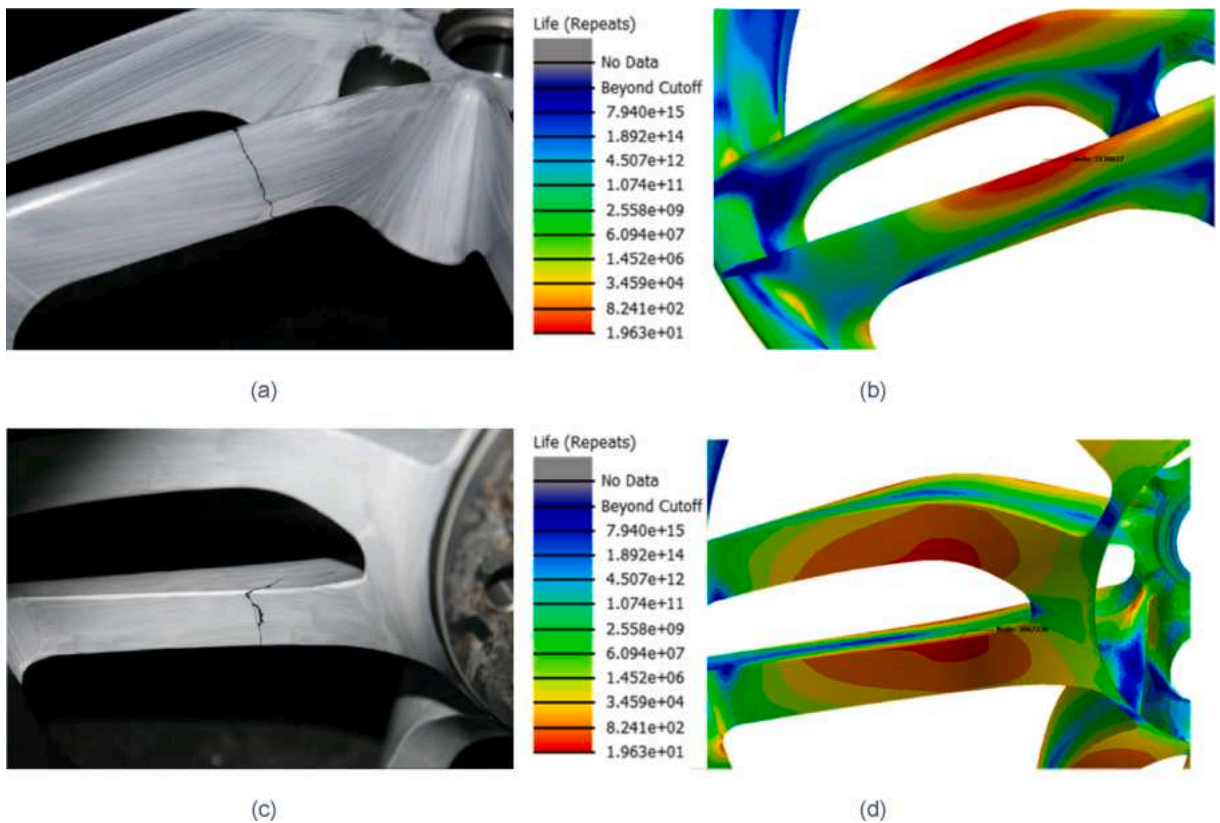 Life (Repeats)
No Data
Beyond Cutoff
7.940e+15
1.892e+14
4.507e+12
1.074e+11
2.558e+09
6.094e+07
1.452e+06
3.459e+04
8.241e+02
1.963e+01
(a)
(b)
Life (Repeats)
No Data
Beyond Cutoff
7.940e+15
1.892e+14
4.507e+12
1.074e+11
2.558e+09
6.094e+07
1.452e+06
3.459e+04
8.241e+02
1.963e+01
(c)
(d)